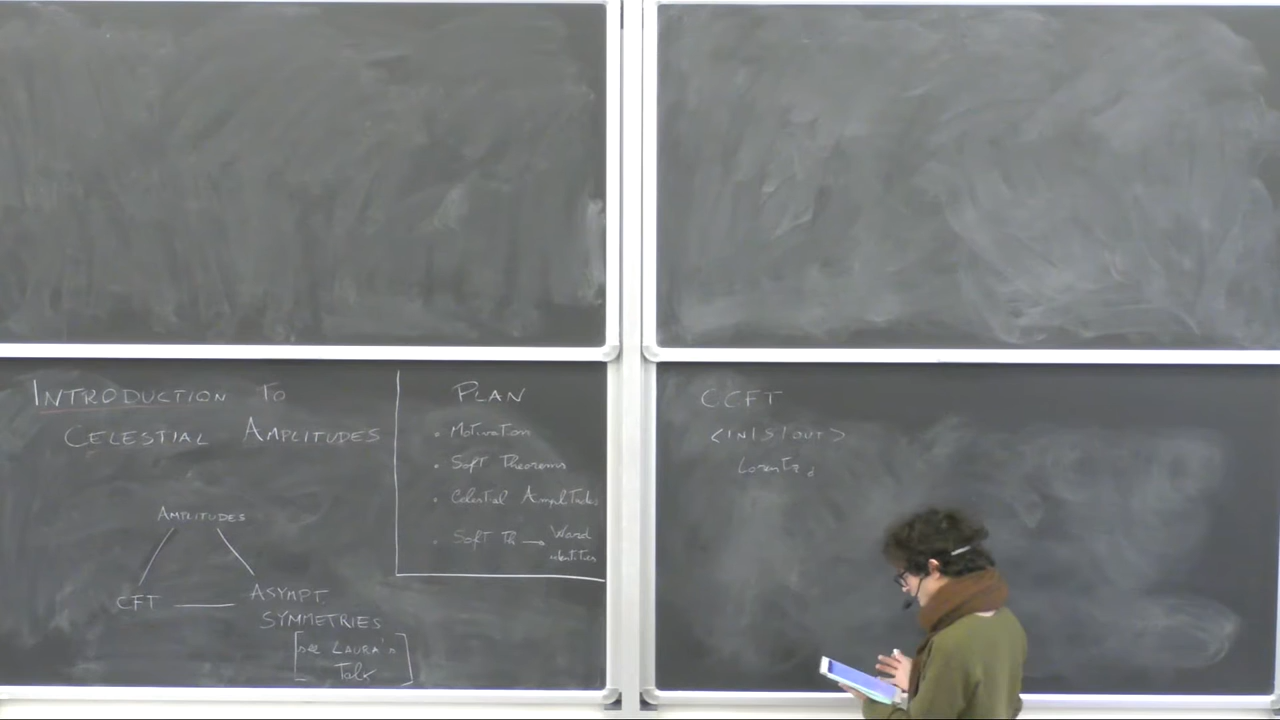 INTRODUCTION TO
CELESTIAL AMPLITUDES
AMPLITUDES
CFT
ASYMPT.
SYMMETRIES
[see LAURA's
Talk]
PLAN
• Motivation
• Soft Theorems
• Celestial Amplitudes
• Soft Th → Ward
identities
CCFT
<IN|S|OUT>
Lorentz